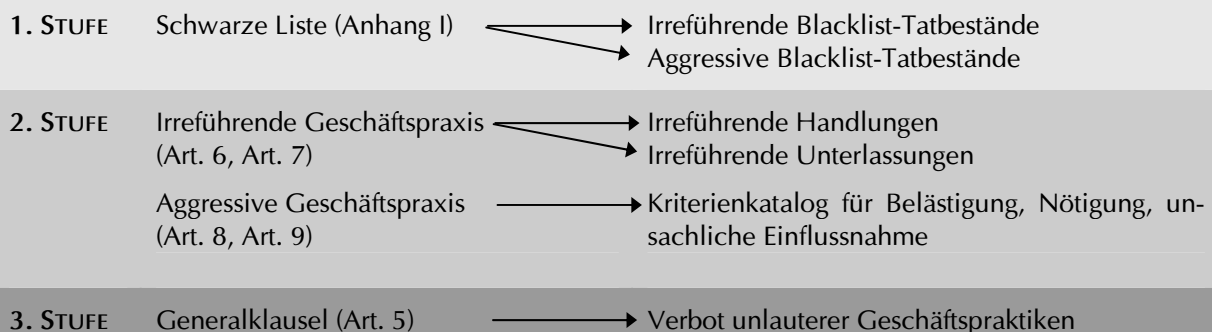 1. STUFE Schwarze Liste (Anhang I) Irreführende Blacklist-Tatbestände
Aggressive Blacklist-Tatbestände
2. STUFE Irreführende Geschäftspraxis Irreführende Handlungen
(Art. 6, Art. 7) Irreführende Unterlassungen
Aggressive Geschäftspraxis Kriterienkatalog für Belästigung, Nötigung, un-
(Art. 8, Art. 9) sachliche Einflussnahme
3. STUFE Generalklausel (Art. 5) Verbot unlauterer Geschäftspraktiken